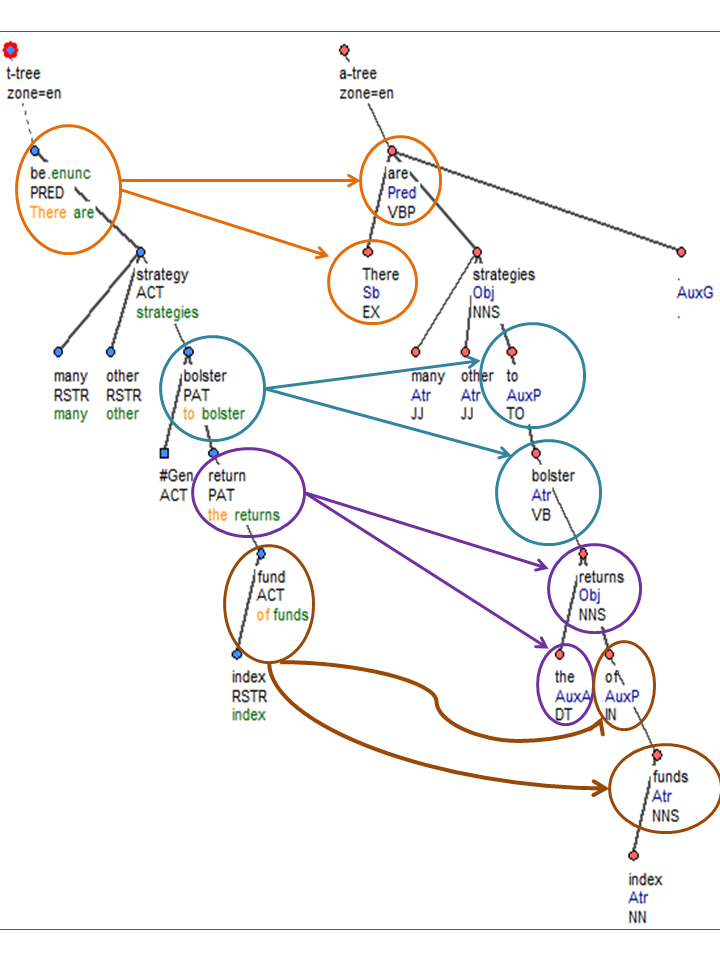 t-tree
zone=en
a-tree
zone=en
be.enunc
PRED
There are
are
Pred
VBP
strategy
ACT
strategies
There
Sb
EX
strategies
Obj
NNS
.
AuxG
.
many
RSTR
many
other
RSTR
other
bolster
PAT
to bolster
many
Atr
JJ
other
Atr
JJ
to
AuxP
TO
#Gen
ACT
return
PAT
the returns
bolster
Atr
VB
fund
ACT
of funds
returns
Obj
NNS
index
RSTR
index
the
AuxA
DT
of
AuxP
IN
funds
Atr
NNS
index
Atr
NN